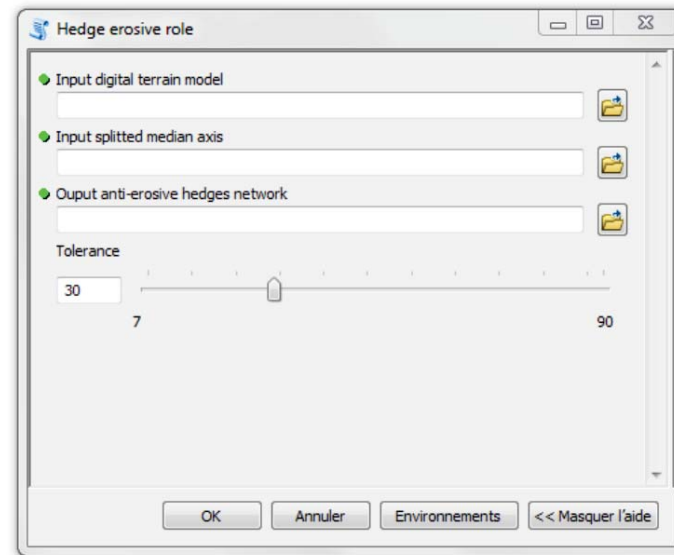 Hedge erosive role
Input digital terrain model
Input splitted median axis
Ouput anti-erosive hedges network
Tolerance
30
7 90
OK Annuler Environnements << Masquer l'aide